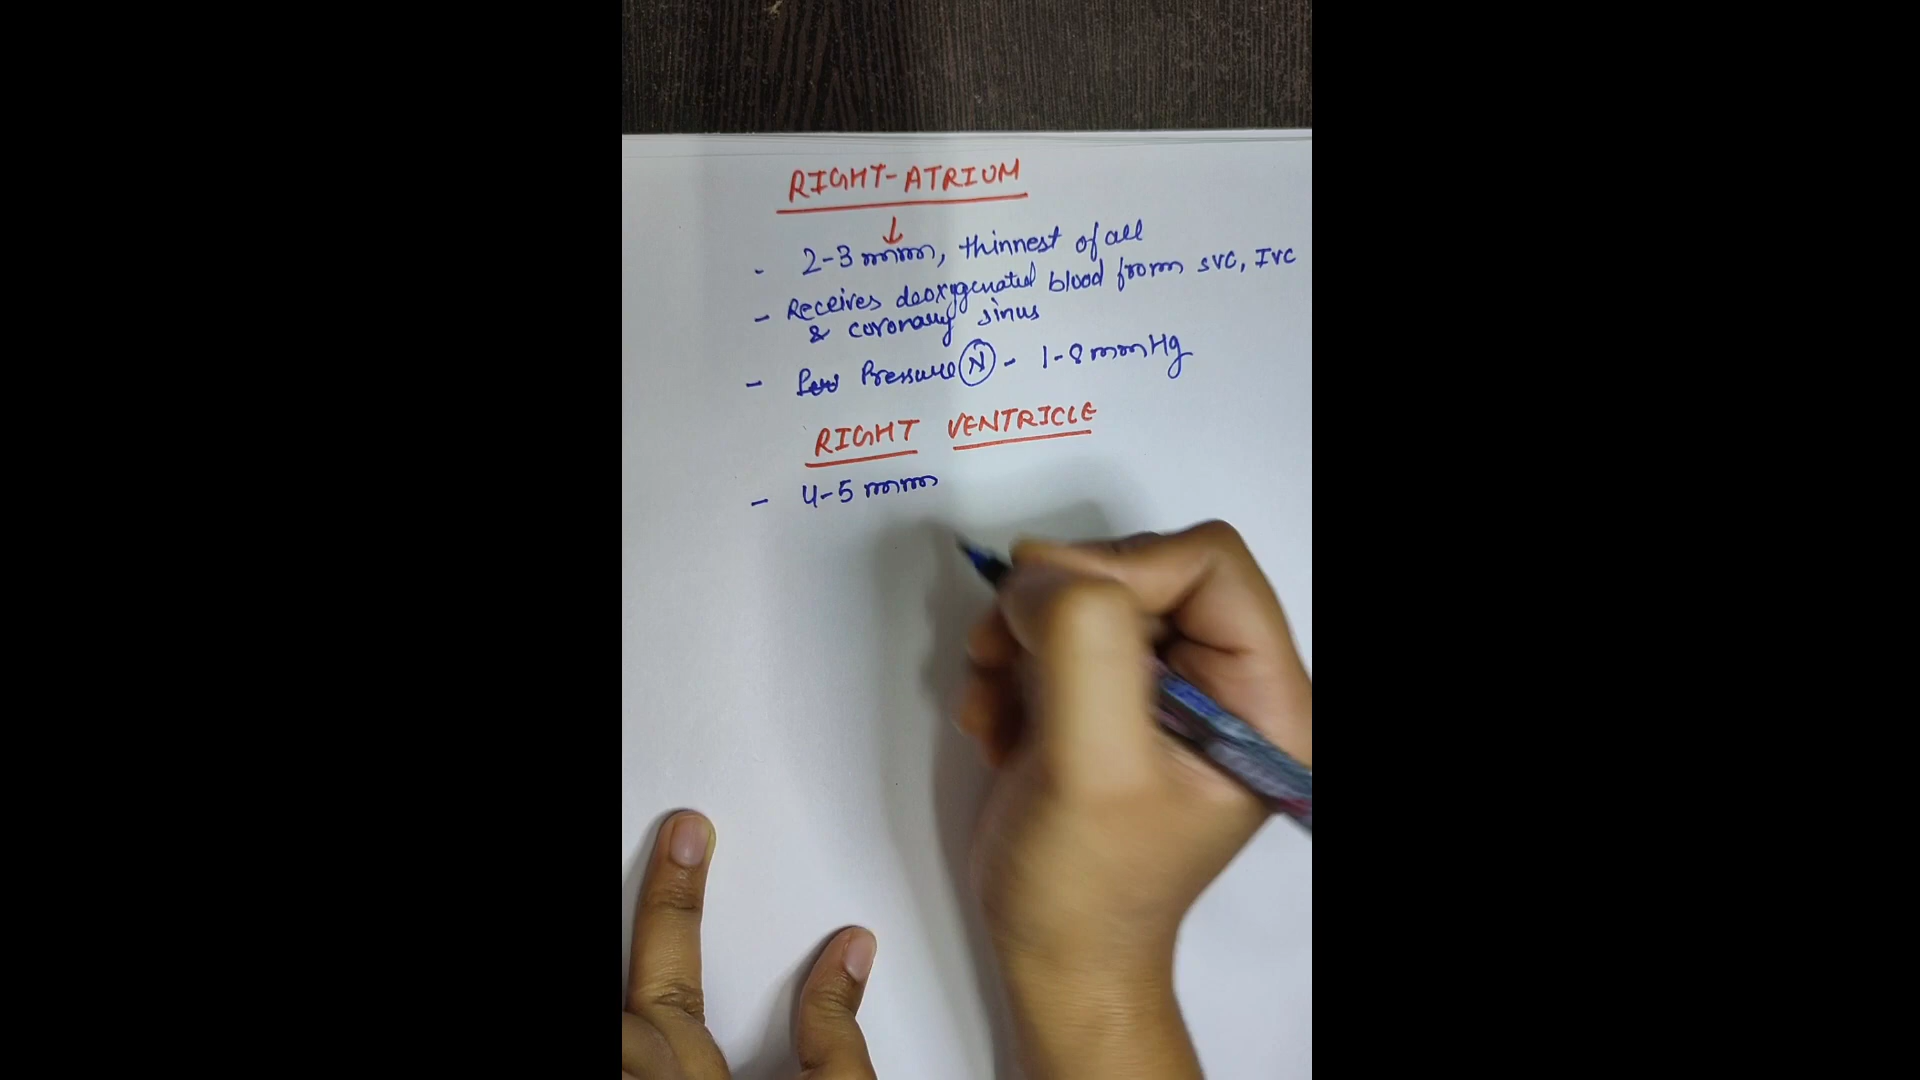 RIGHT-ATRIUM
↓
- 2-3 mm, thinnest of all
- Receives deoxygenated blood from SVC, IVC
& coronary sinus
- Pressure Ⓝ - 1-8 mmHg
RIGHT VENTRICLE
- 4-5 mm